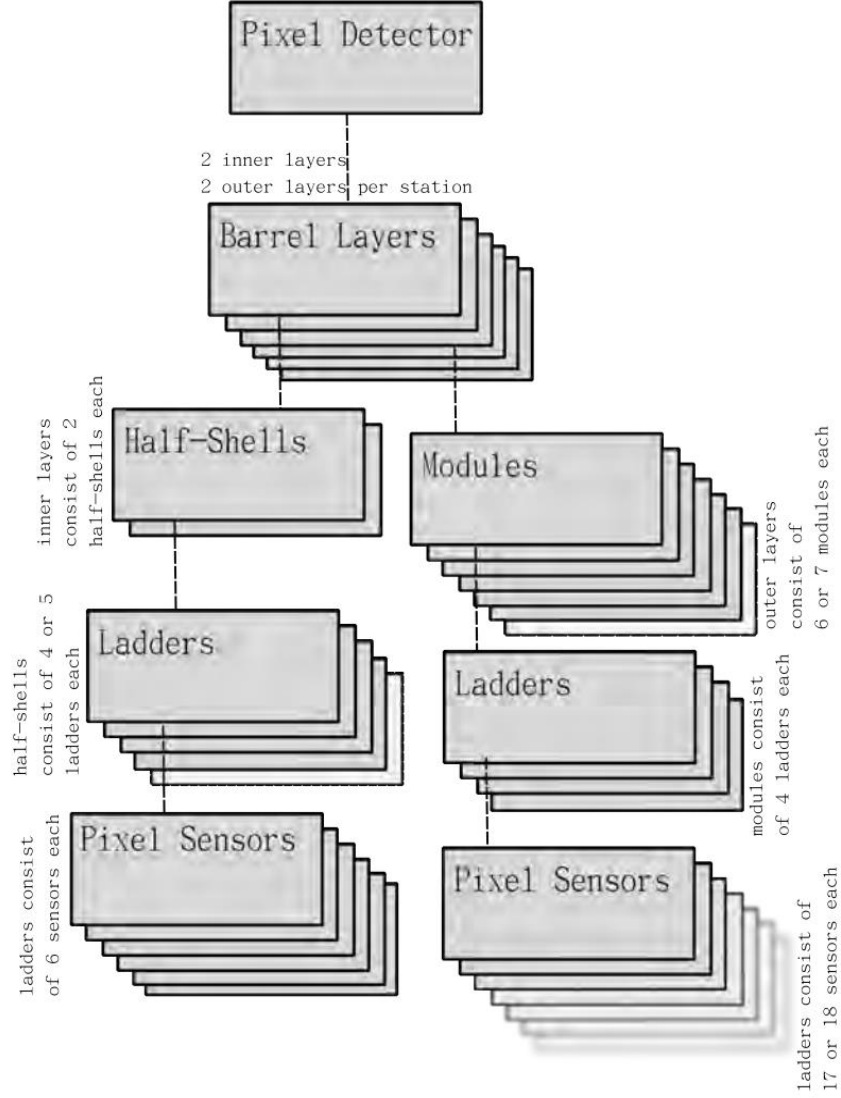 Pixel Detector
2 inner layers
2 outer layers per station
Barrel Layers
inner layers
consist of 2
half-shells each
Half-Shells
Modules
outer layers
consist of
6 or 7 modules each
half-shells
consist of 4 or 5
ladders each
Ladders
Ladders
modules consist
of 4 ladders each
ladders consist
of 6 sensors each
Pixel Sensors
Pixel Sensors
ladders consist of
17 or 18 sensors each